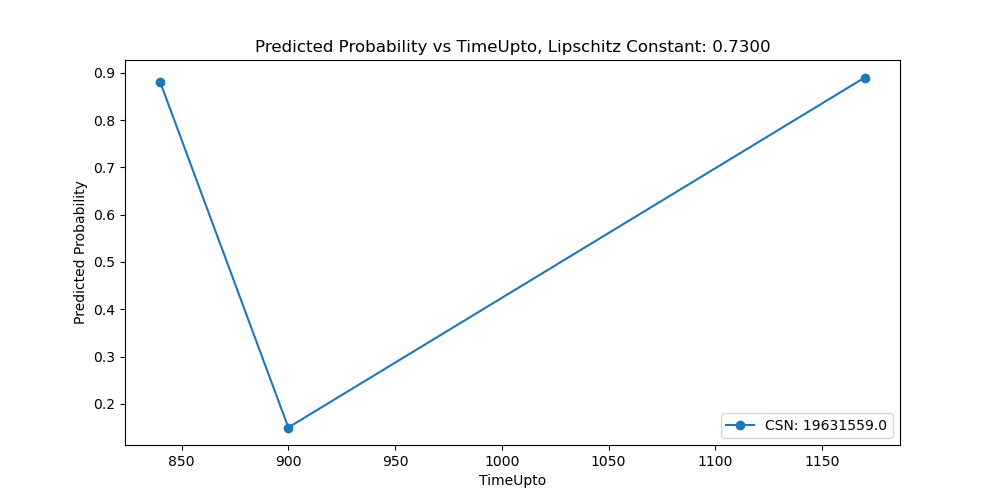 Predicted Probability vs TimeUpto, Lipschitz Constant: 0.7300
Predicted Probability
0.9
0.8
0.7
0.6
0.5
0.4
0.3
0.2
CSN: 19631559.0
850 900 950 1000 1050 1100 1150
TimeUpto